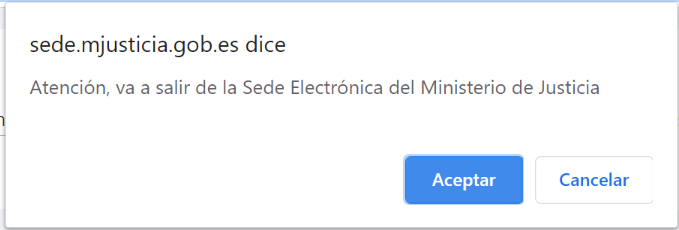 sede.mjusticia.gob.es dice
Atención, va a salir de la Sede Electrónica del Ministerio de Justicia
Aceptar Cancelar